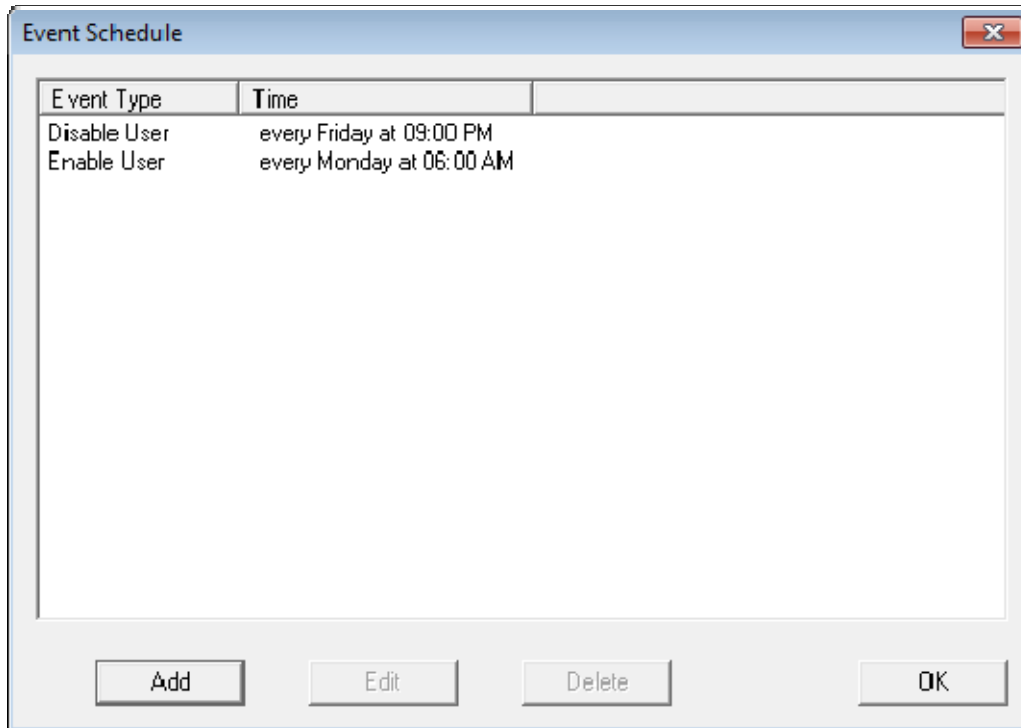 Event Schedule
Event Type Time
Disable User every Friday at 09:00 PM
Enable User every Monday at 06:00 AM
Add Edit Delete OK